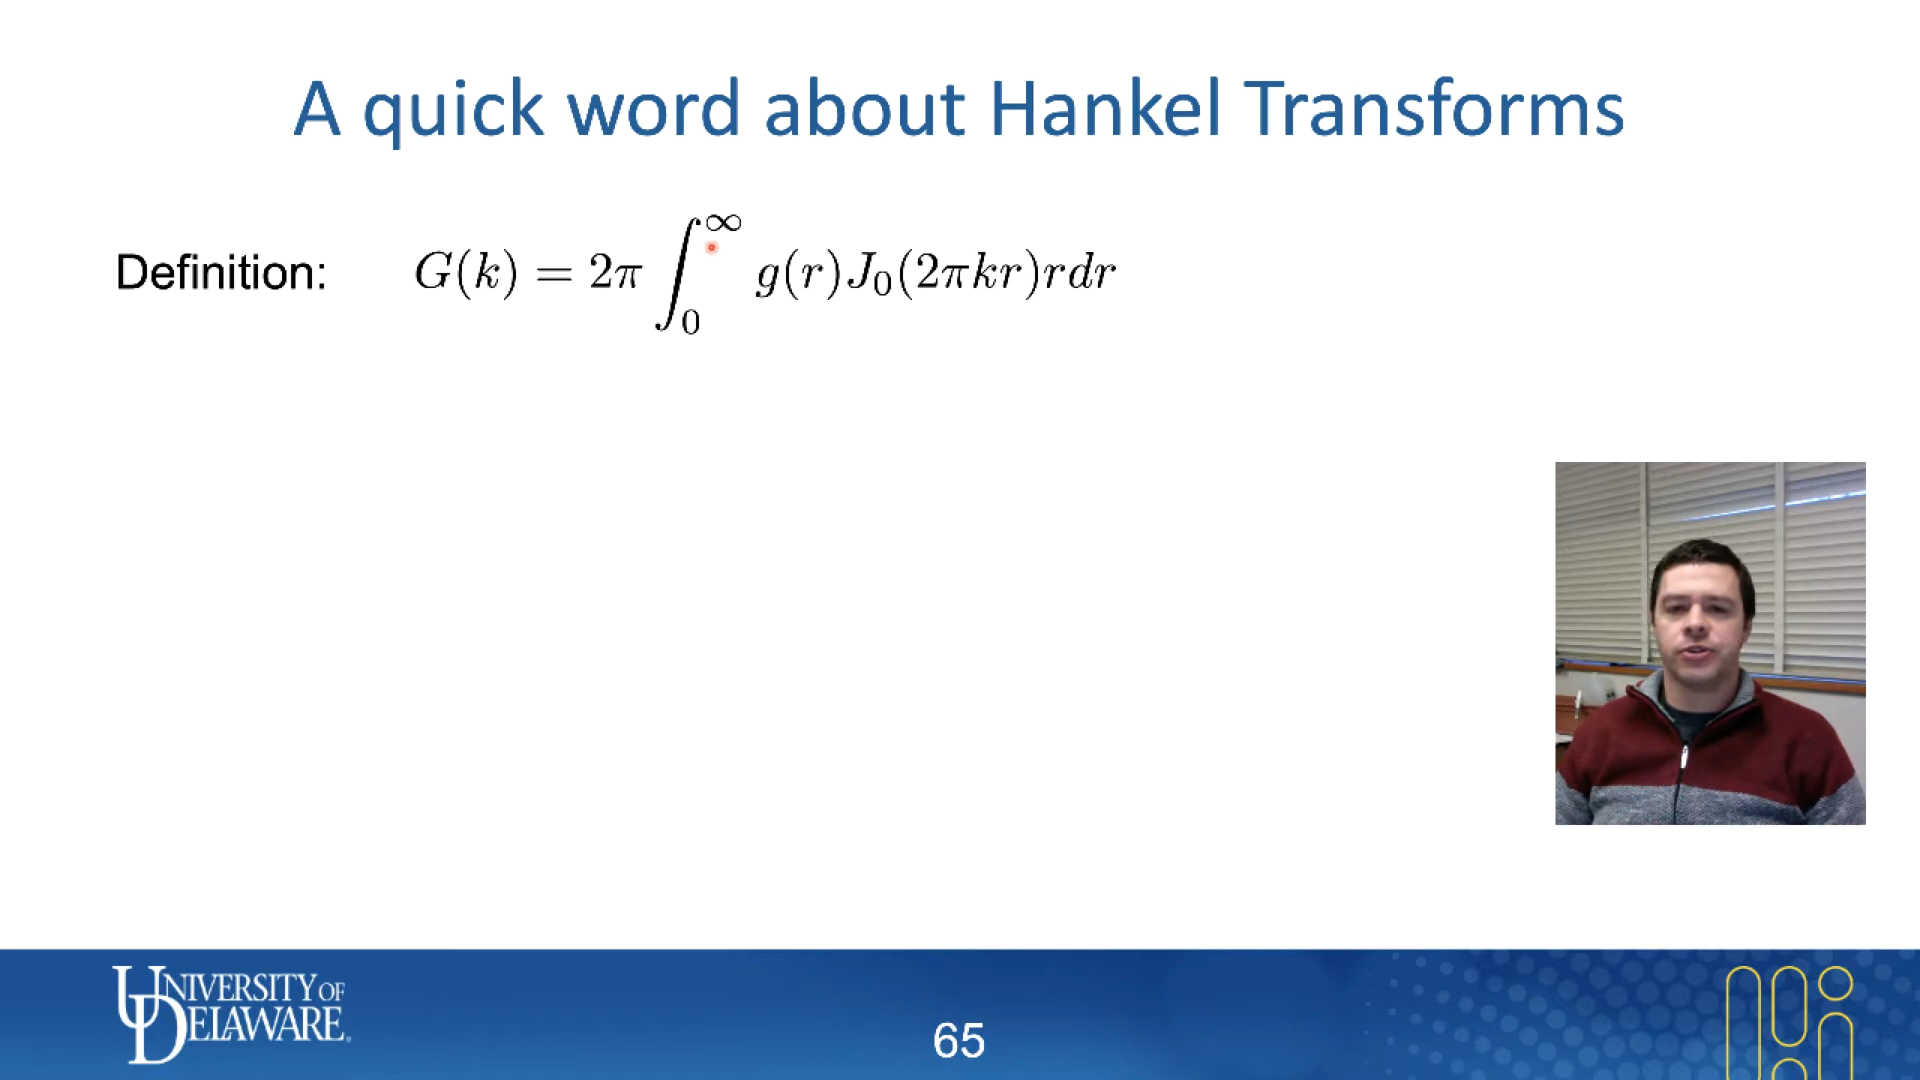 A quick word about Hankel Transforms
Definition: G(k) = 2π ∫₀^∞ g(r)J₀(2πkr)rdr
UNIVERSITY OF
DELAWARE.
65